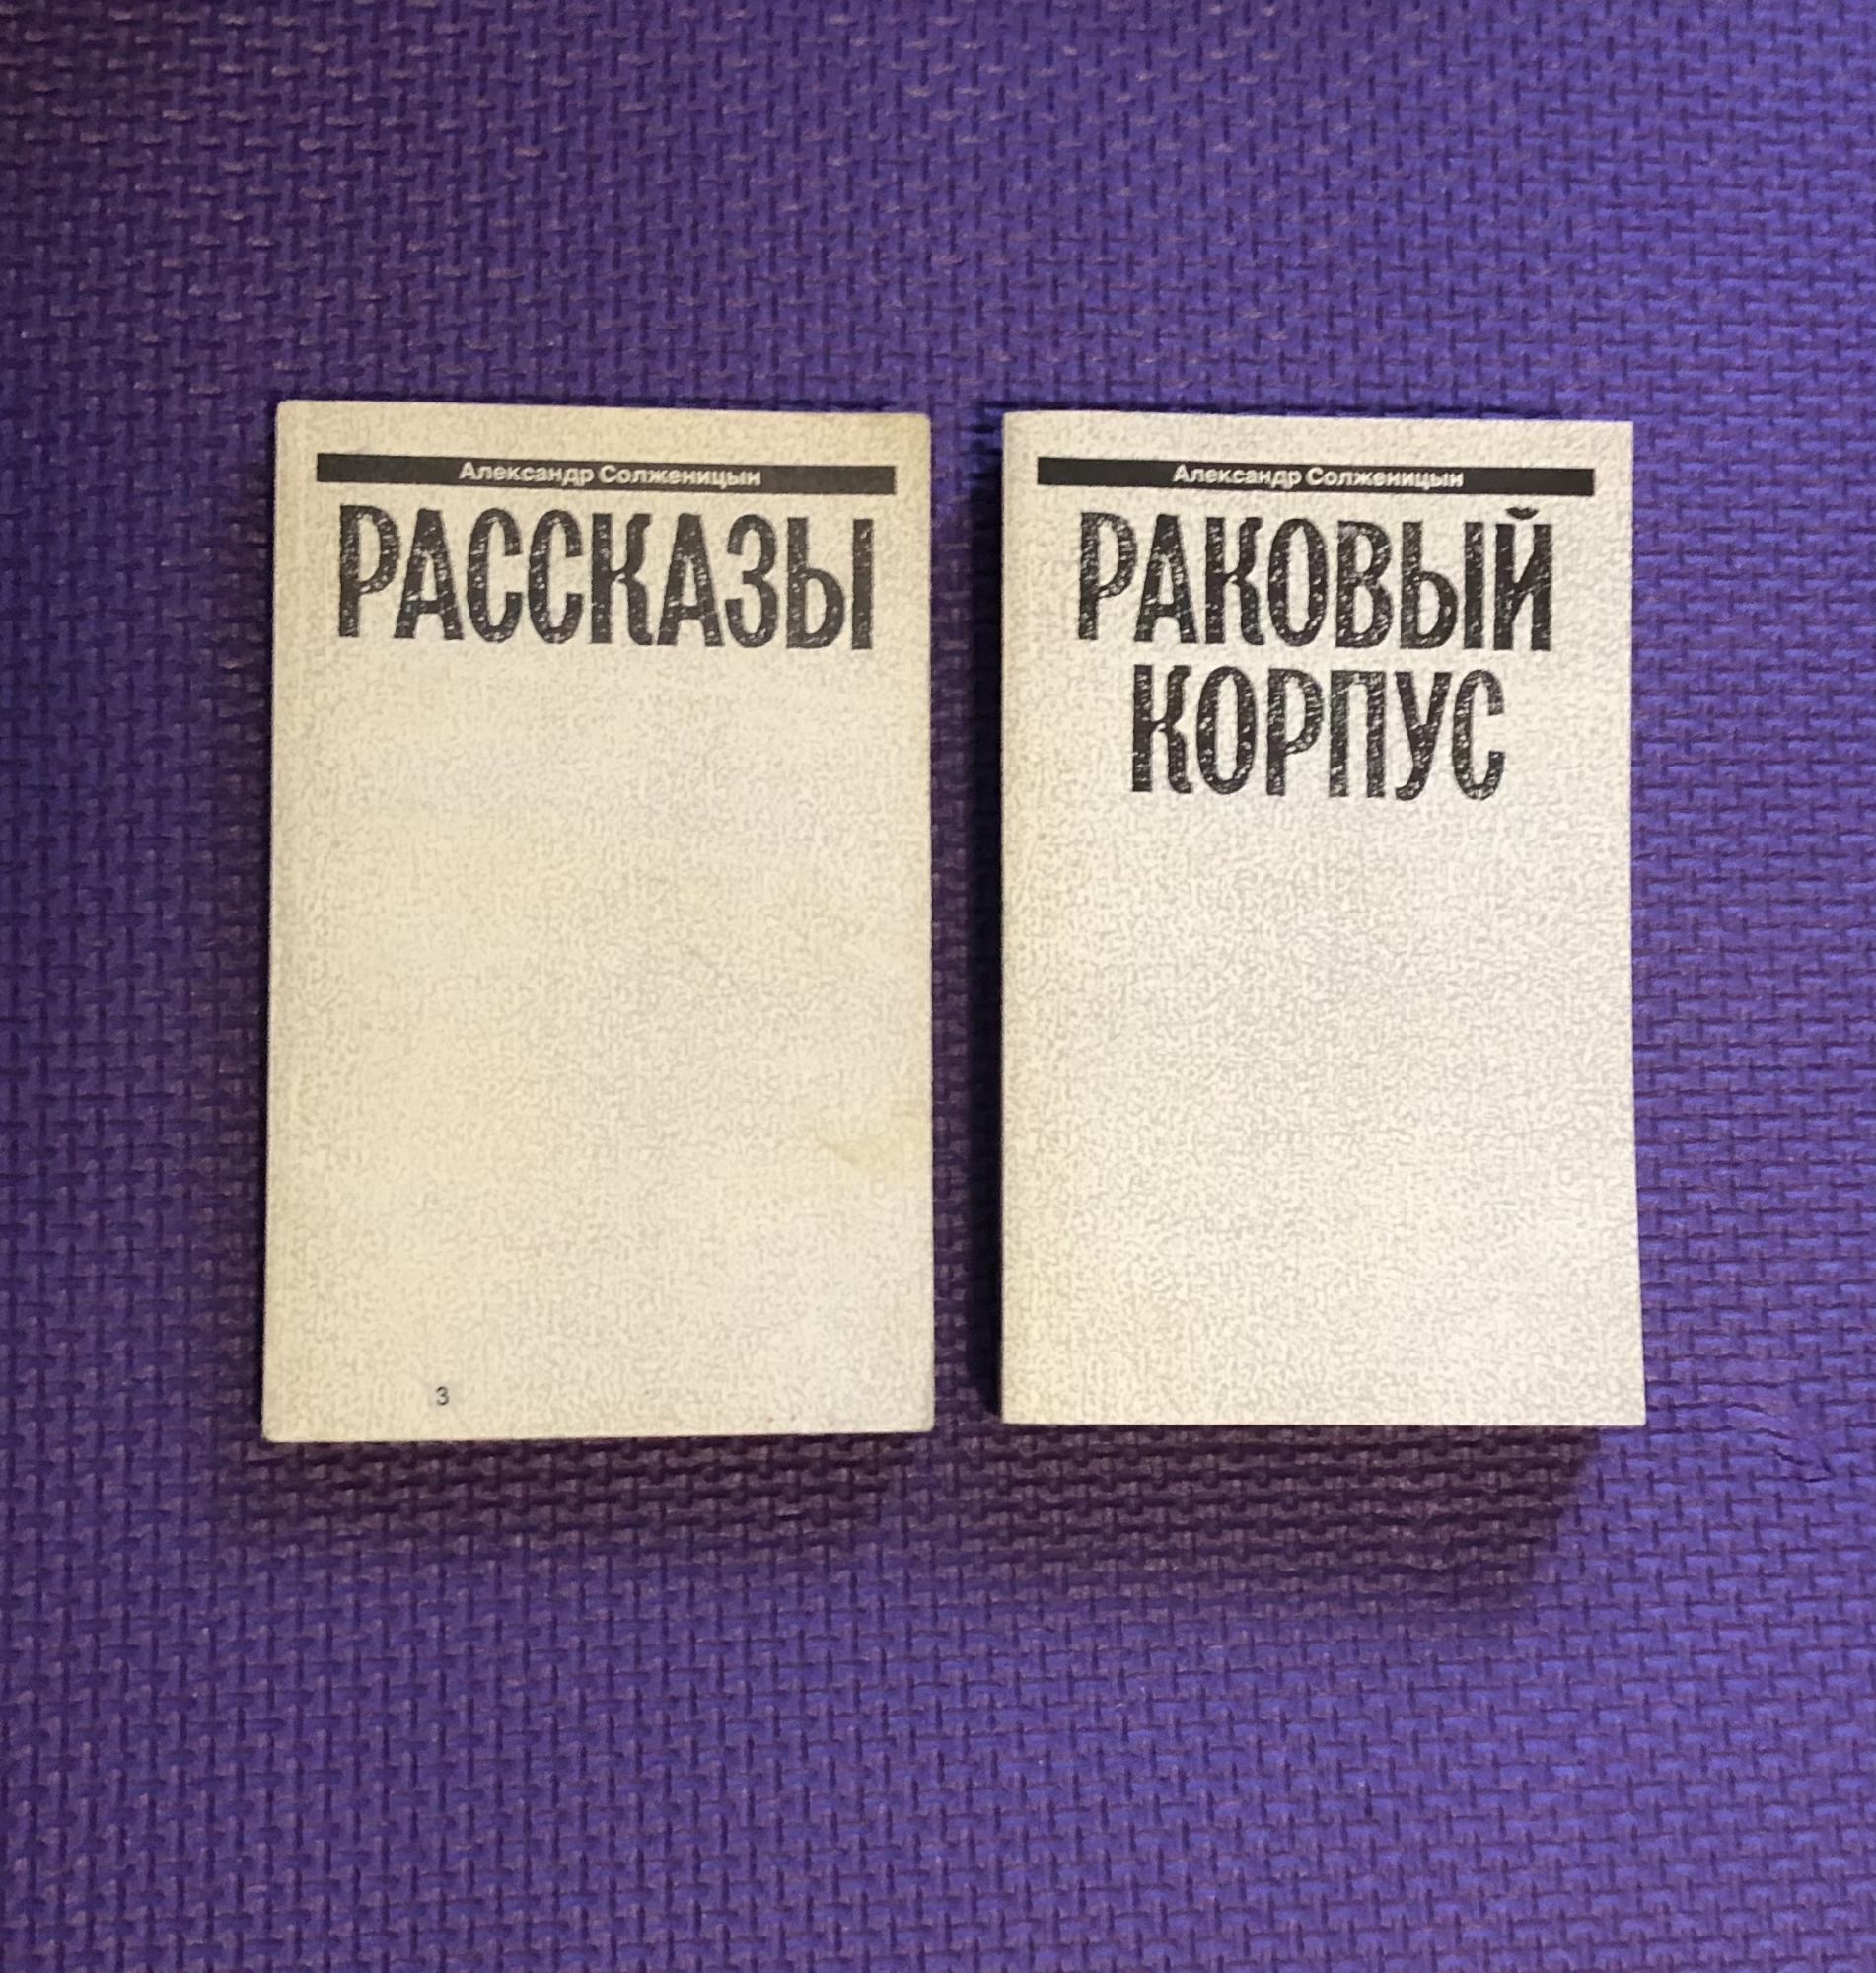 Александр Солженицын
РАССКАЗЫ
3
Александр Солженицын
РАКОВЫЙ
КОРПУС